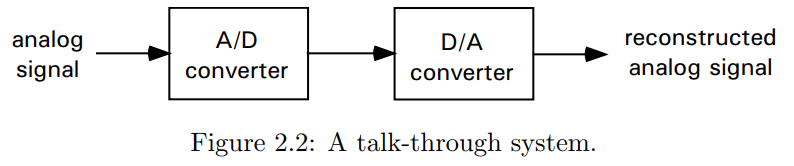 analog
signal
A/D
converter
D/A
converter
reconstructed
analog signal
Figure 2.2: A talk-through system.